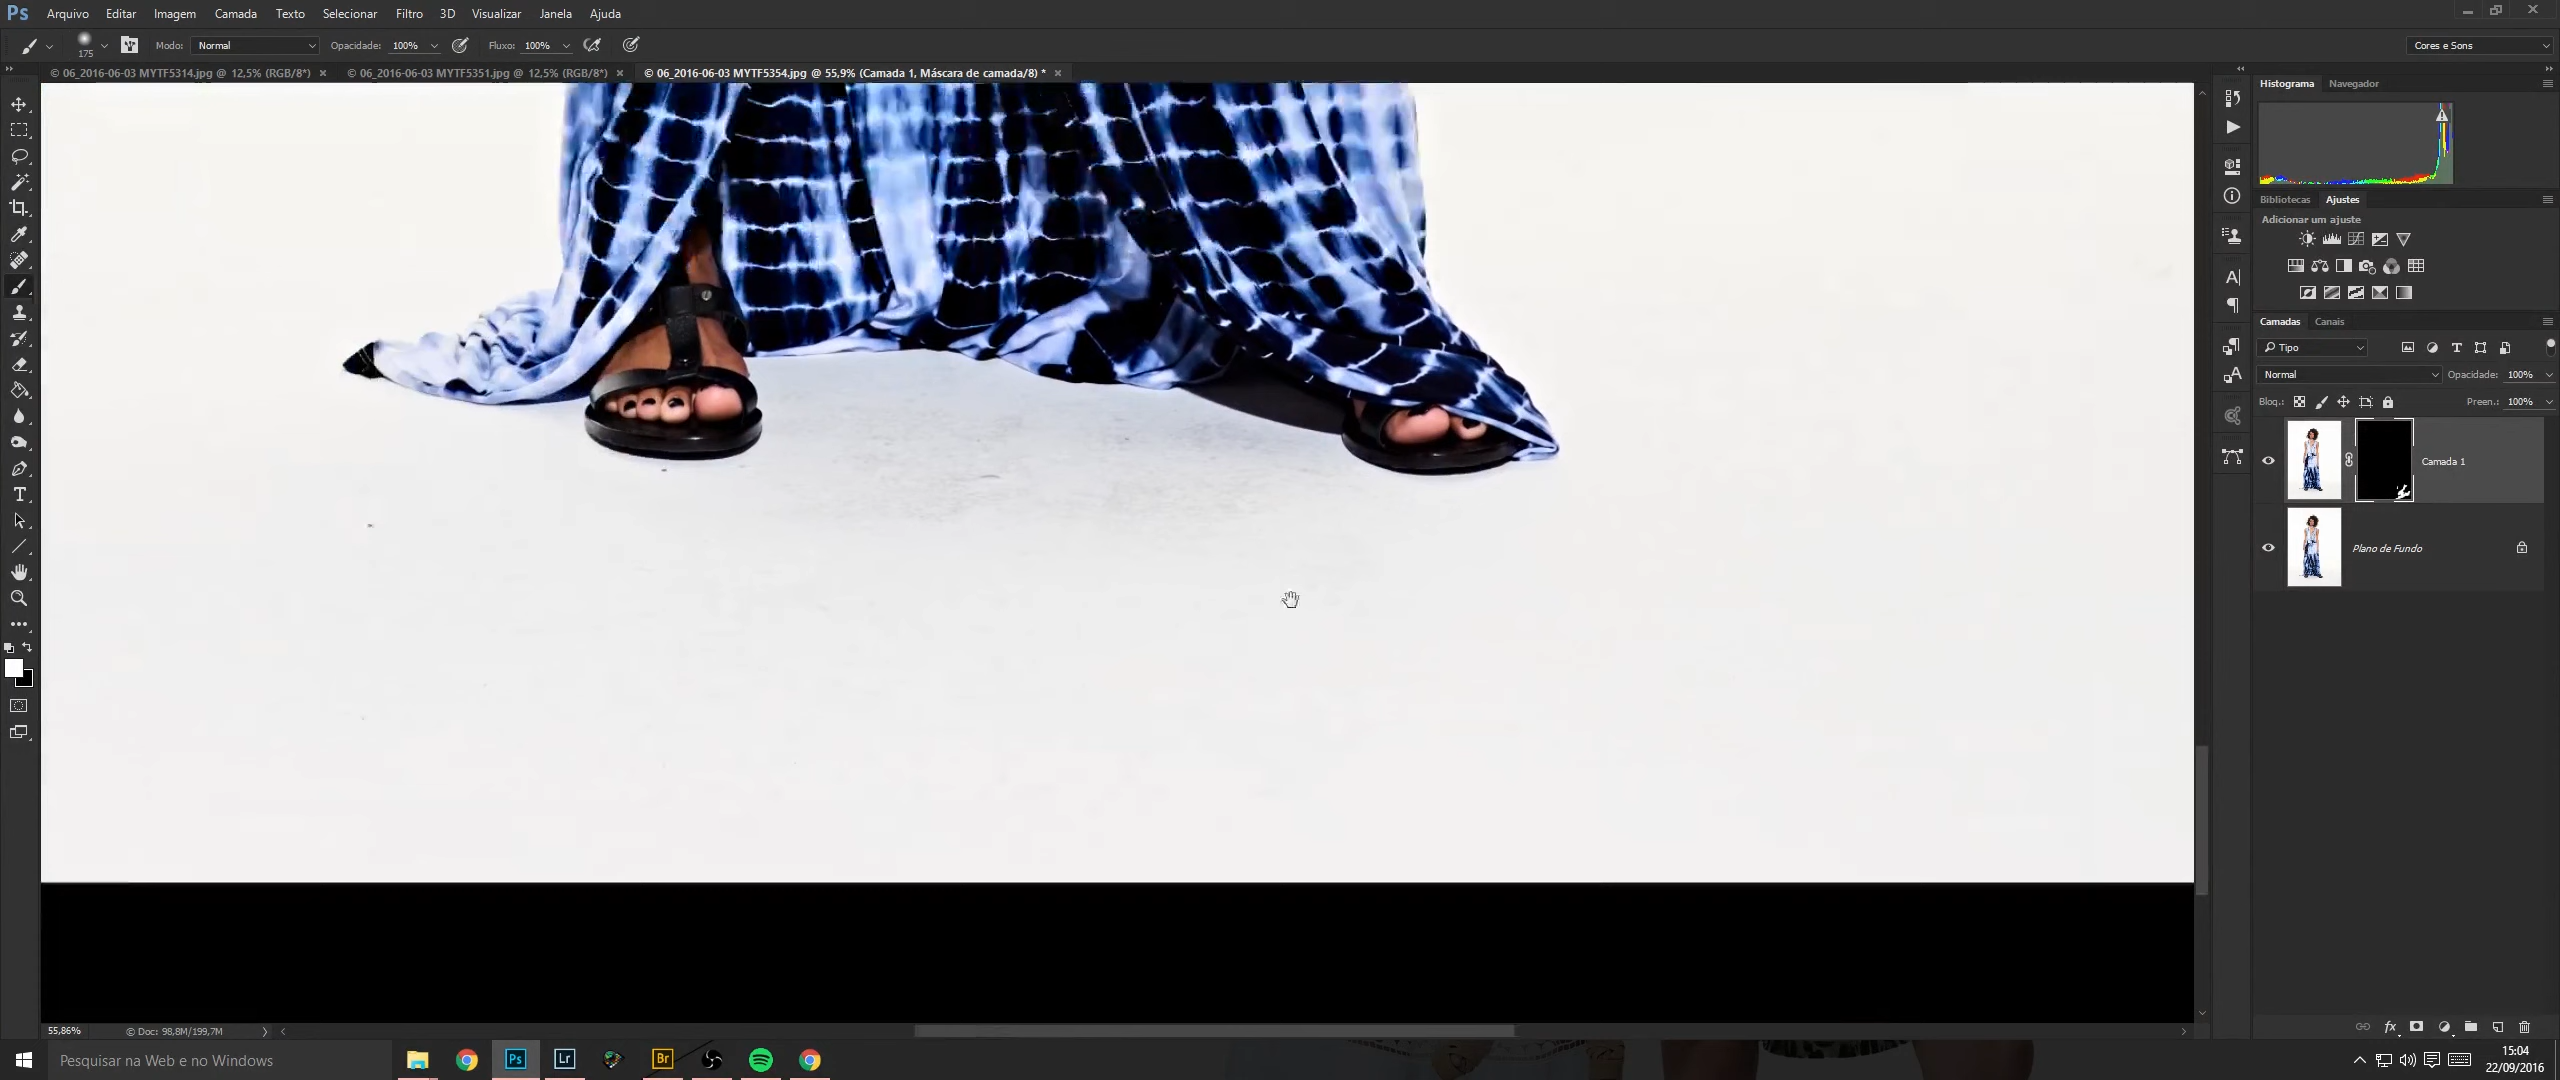 Ps Arquivo Editar Imagem Camada Texto Selecionar Filtro 3D Visualizar Janela Ajuda
175 Modo: Normal Opacidade: 100% Fluxo: 100% Cores e Sons
© 06_2016-06-03 MYTF5314.jpg @ 12,5% (RGB/8*) × © 06_2016-06-03 MYTF5351.jpg @ 12,5% (RGB/8*) × © 06_2016-06-03 MYTF5354.jpg @ 55,9% (Camada 1, Máscara de camada/8) * ×
Histograma Navegador
Bibliotecas Ajustes
Adicionar um ajuste
Camadas Canais
Tipo
Normal Opacidade: 100%
Bloq.: Preen.: 100%
Camada 1
Plano de Fundo
55,86% © Doc: 98,8M/199,7M
fx
Pesquisar na Web e no Windows
Ps Lr Br
15:04
22/09/2016